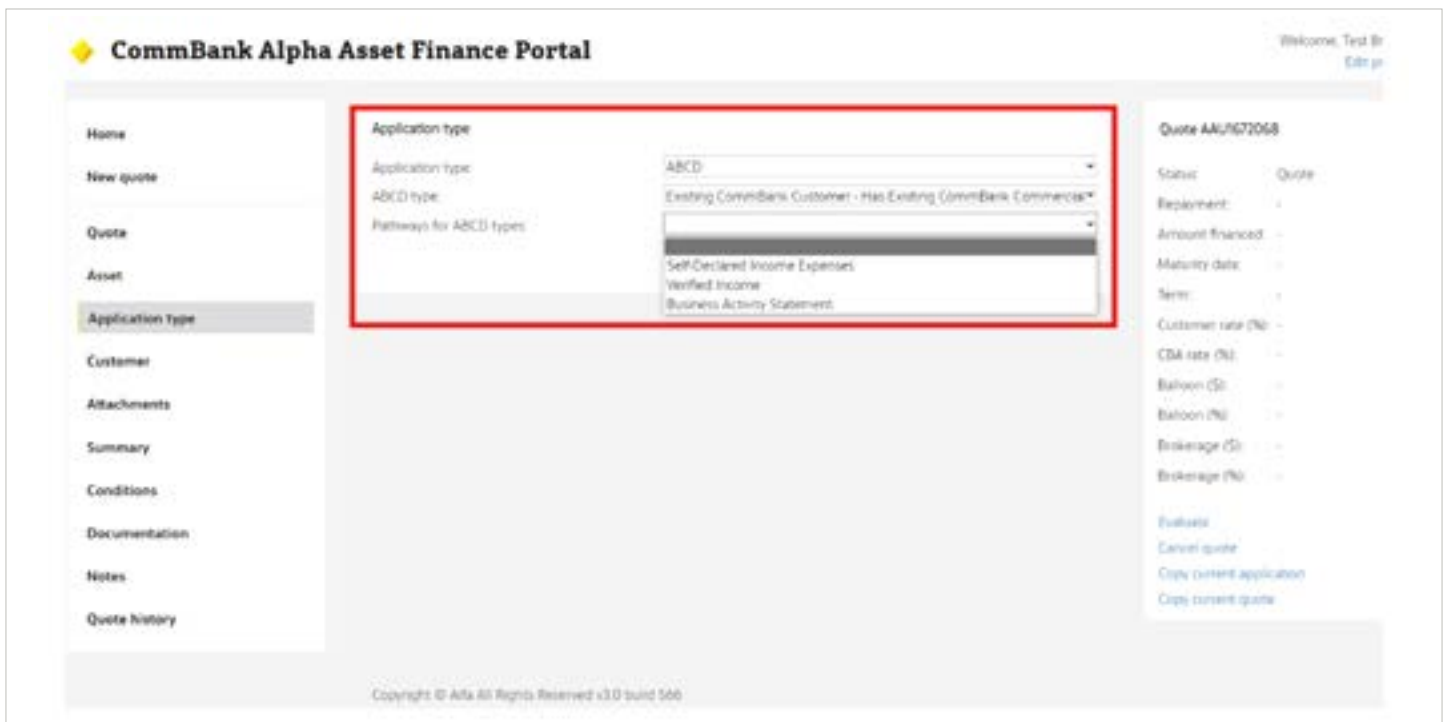 CommBank Alpha Asset Finance Portal
Welcome, Test Br
Edit
Home
New quote
Quote
Asset
Application type
Customer
Attachments
Summary
Conditions
Documentation
Notes
Quote history
Application type
Application type: ABCD
ABCD type: Existing CommBank Customer - Has Existing CommBank Commercial
Pathways for ABCD types:
Self-Declared Income Expenses
Verified Income
Business Activity Statement
Quote AAU1672068
Status: Quote
Repayment: -
Amount financed: -
Maturity date: -
Term: -
Customer rate (%): -
CBA rate (%): -
Balloon ($): -
Balloon (%): -
Brokerage ($): -
Brokerage (%): -
Evaluate
Cancel quote
Copy current application
Copy current quote
Copyright © Alfa All Rights Reserved v3.0 build 566